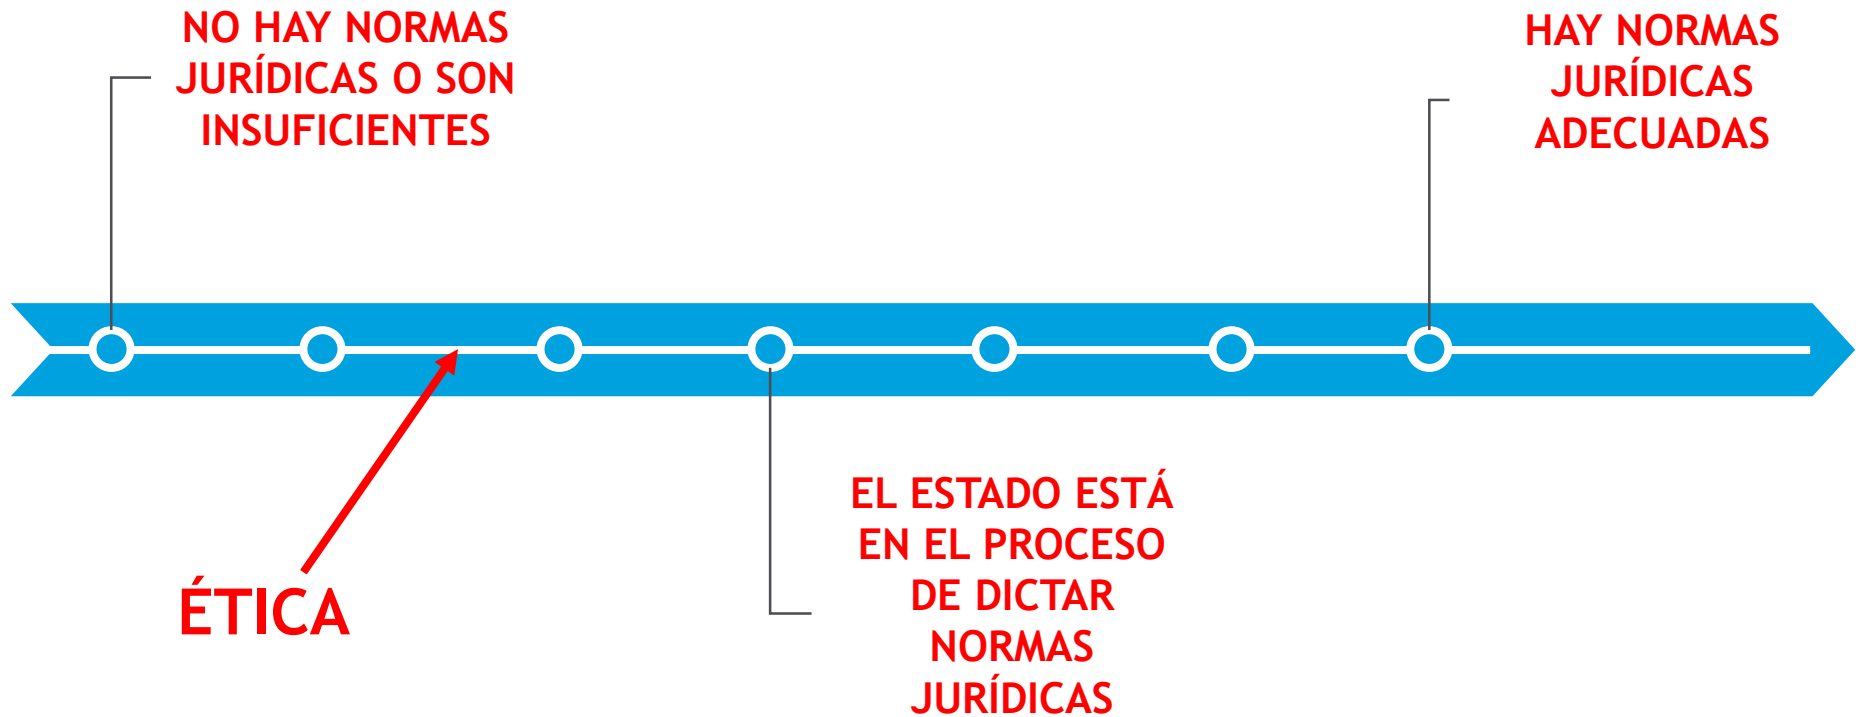 NO HAY NORMAS
JURÍDICAS O SON
INSUFICIENTES
HAY NORMAS
JURÍDICAS
ADECUADAS
ÉTICA
EL ESTADO ESTÁ
EN EL PROCESO
DE DICTAR
NORMAS
JURÍDICAS